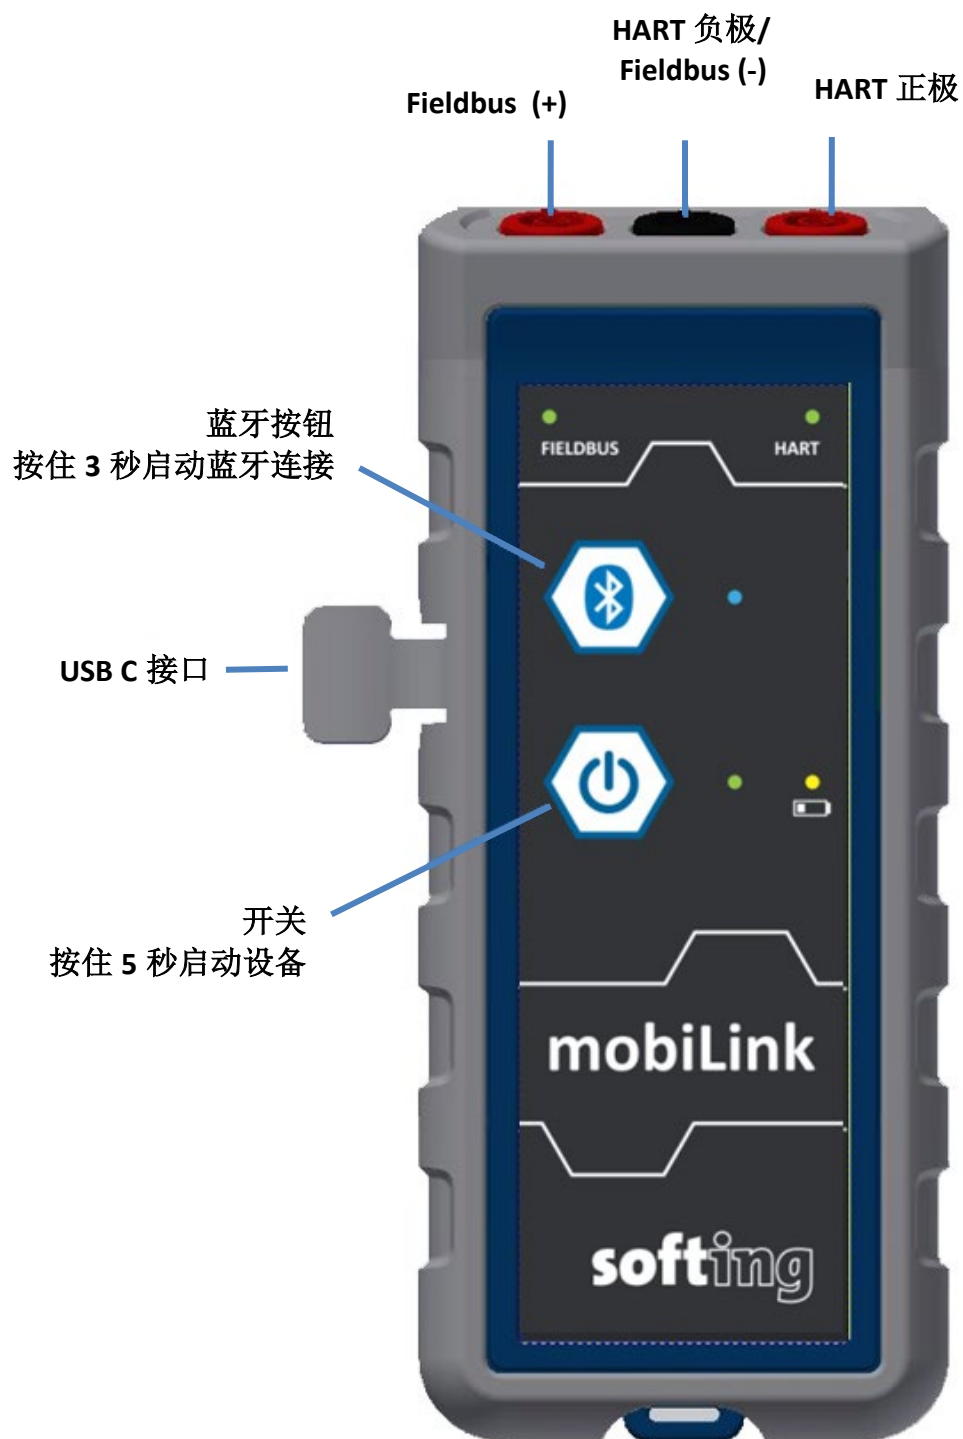 HART 负极/
Fieldbus (-)
HART 正极
Fieldbus (+)
FIELDBUS
HART
蓝牙按钮
按住 3 秒启动蓝牙连接
USB C 接口
开关
按住 5 秒启动设备
mobiLink
softing